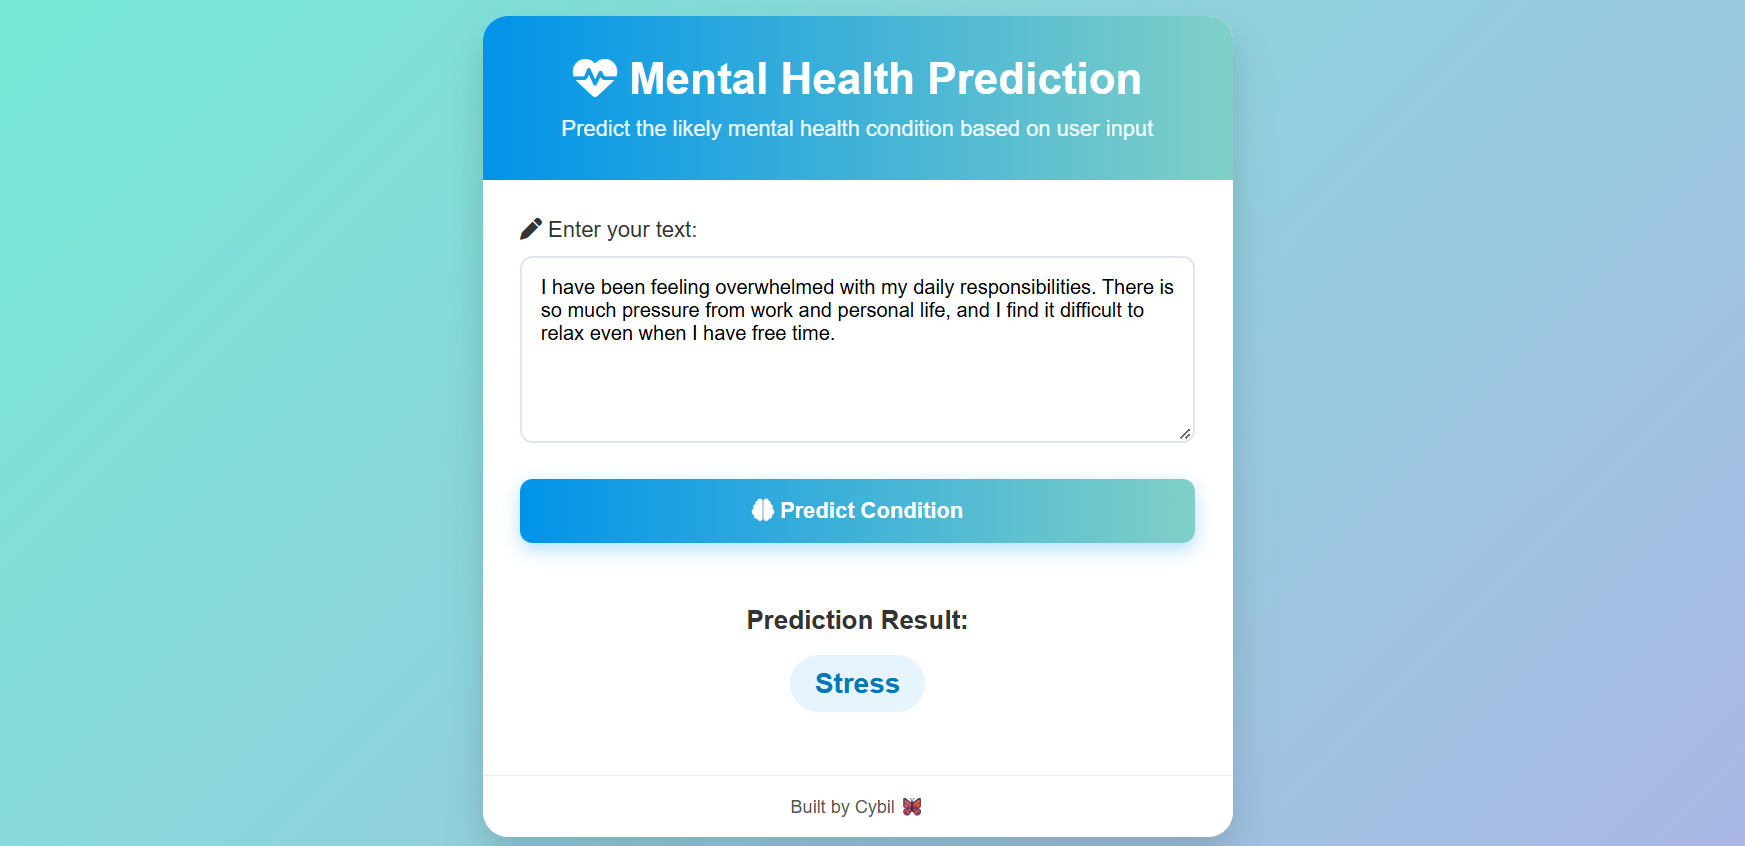 Mental Health Prediction
Predict the likely mental health condition based on user input
Enter your text:
I have been feeling overwhelmed with my daily responsibilities. There is
so much pressure from work and personal life, and I find it difficult to
relax even when I have free time.
Predict Condition
Prediction Result:
Stress
Built by Cybil 🦋